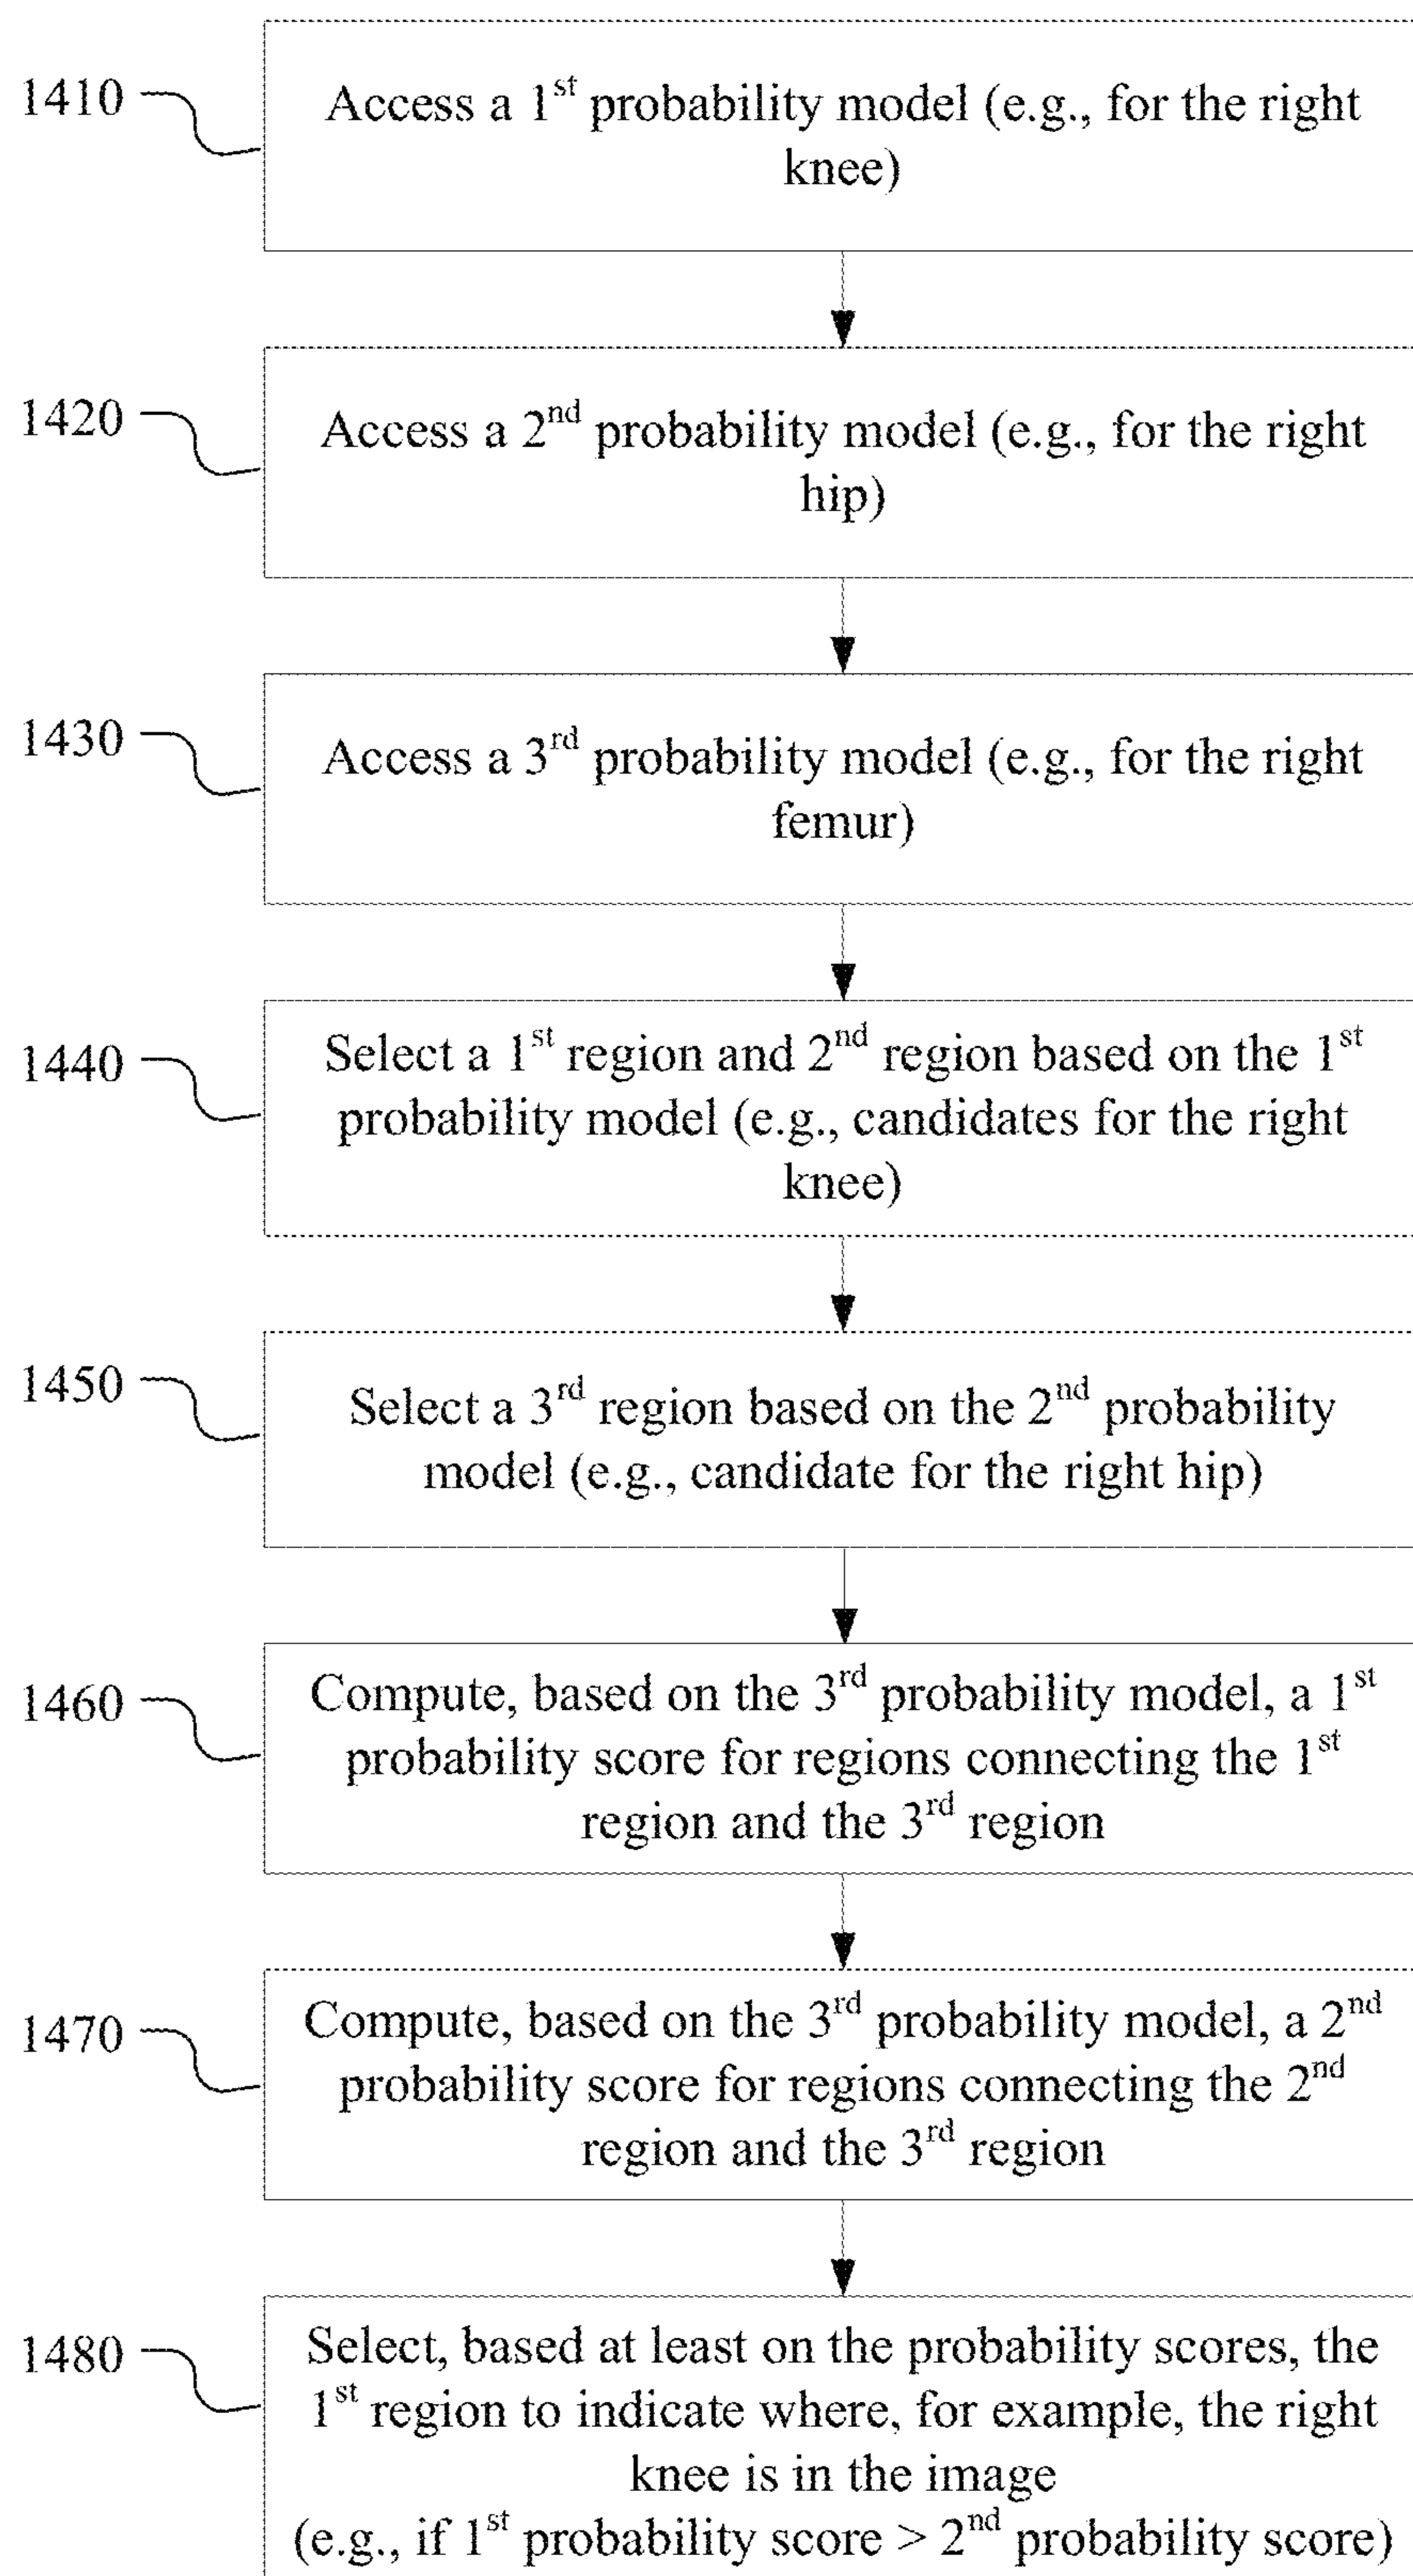 1410
Access a 1st probability model (e.g., for the right
knee)
1420
Access a 2nd probability model (e.g., for the right
hip)
1430
Access a 3rd probability model (e.g., for the right
femur)
1440
Select a 1st region and 2nd region based on the 1st
probability model (e.g., candidates for the right
knee)
1450
Select a 3rd region based on the 2nd probability
model (e.g., candidate for the right hip)
1460
Compute, based on the 3rd probability model, a 1st
probability score for regions connecting the 1st
region and the 3rd region
1470
Compute, based on the 3rd probability model, a 2nd
probability score for regions connecting the 2nd
region and the 3rd region
1480
Select, based at least on the probability scores, the
1st region to indicate where, for example, the right
knee is in the image
(e.g., if 1st probability score > 2nd probability score)